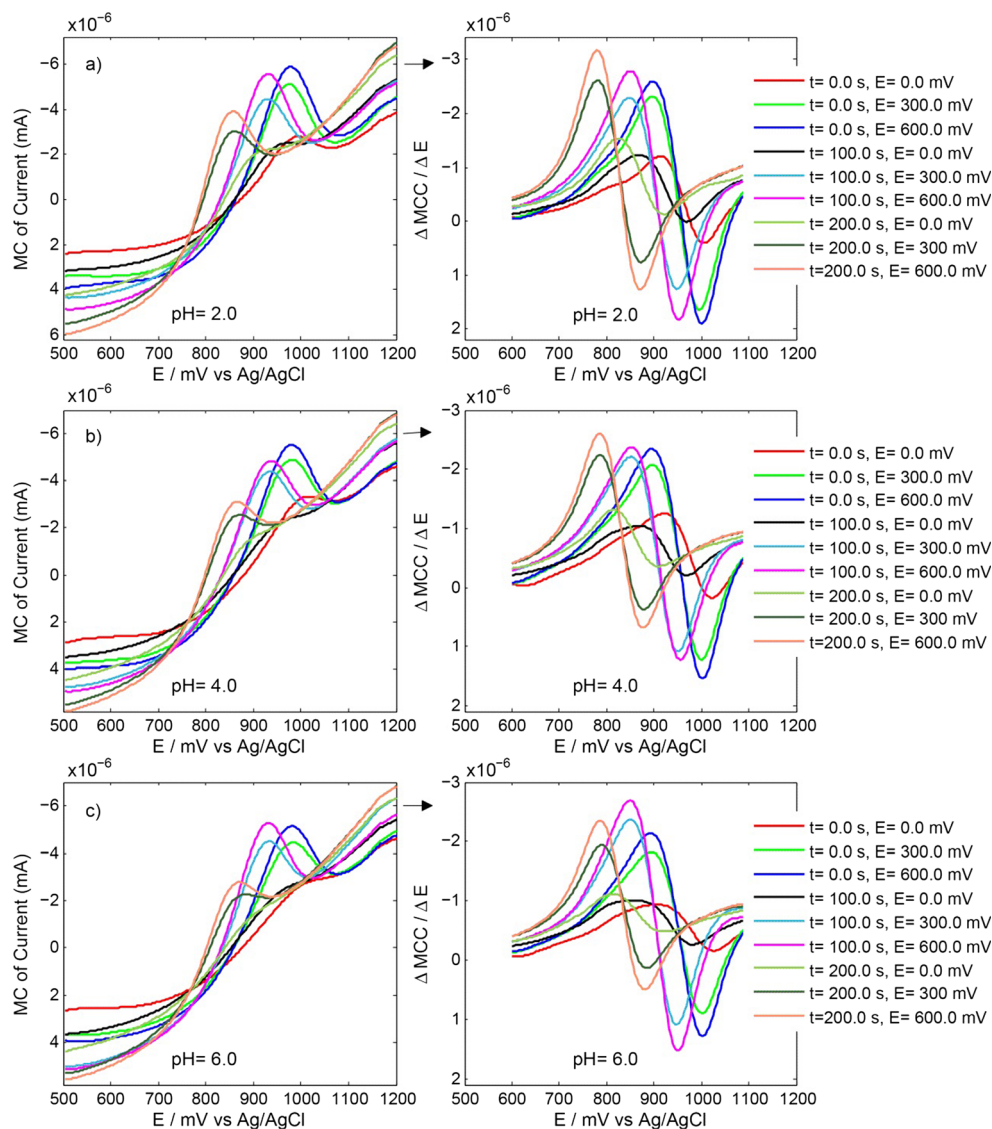 x10⁻⁶
a)
MC of Current (mA)
−6
−4
−2
0
2
4
6
pH= 2.0
500 600 700 800 900 1000 1100 1200
E / mV vs Ag/AgCl
x10⁻⁶
Δ MCC / Δ E
−3
−2
−1
0
1
2
pH= 2.0
500 600 700 800 900 1000 1100 1200
E / mV vs Ag/AgCl
t= 0.0 s, E= 0.0 mV
t= 0.0 s, E= 300.0 mV
t= 0.0 s, E= 600.0 mV
t= 100.0 s, E= 0.0 mV
t= 100.0 s, E= 300.0 mV
t= 100.0 s, E= 600.0 mV
t= 200.0 s, E= 0.0 mV
t= 200.0 s, E= 300 mV
t=200.0 s, E= 600.0 mV
x10⁻⁶
b)
MC of Current (mA)
−6
−4
−2
0
2
4
pH= 4.0
500 600 700 800 900 1000 1100 1200
E / mV vs Ag/AgCl
x10⁻⁶
Δ MCC / Δ E
−3
−2
−1
0
1
2
pH= 4.0
500 600 700 800 900 1000 1100 1200
E / mV vs Ag/AgCl
t= 0.0 s, E= 0.0 mV
t= 0.0 s, E= 300.0 mV
t= 0.0 s, E= 600.0 mV
t= 100.0 s, E= 0.0 mV
t= 100.0 s, E= 300.0 mV
t= 100.0 s, E= 600.0 mV
t= 200.0 s, E= 0.0 mV
t= 200.0 s, E= 300 mV
t=200.0 s, E= 600.0 mV
x10⁻⁶
c)
MC of Current (mA)
−6
−4
−2
0
2
4
pH= 6.0
500 600 700 800 900 1000 1100 1200
E / mV vs Ag/AgCl
x10⁻⁶
Δ MCC / Δ E
−3
−2
−1
0
1
2
pH= 6.0
500 600 700 800 900 1000 1100 1200
E / mV vs Ag/AgCl
t= 0.0 s, E= 0.0 mV
t= 0.0 s, E= 300.0 mV
t= 0.0 s, E= 600.0 mV
t= 100.0 s, E= 0.0 mV
t= 100.0 s, E= 300.0 mV
t= 100.0 s, E= 600.0 mV
t= 200.0 s, E= 0.0 mV
t= 200.0 s, E= 300 mV
t=200.0 s, E= 600.0 mV